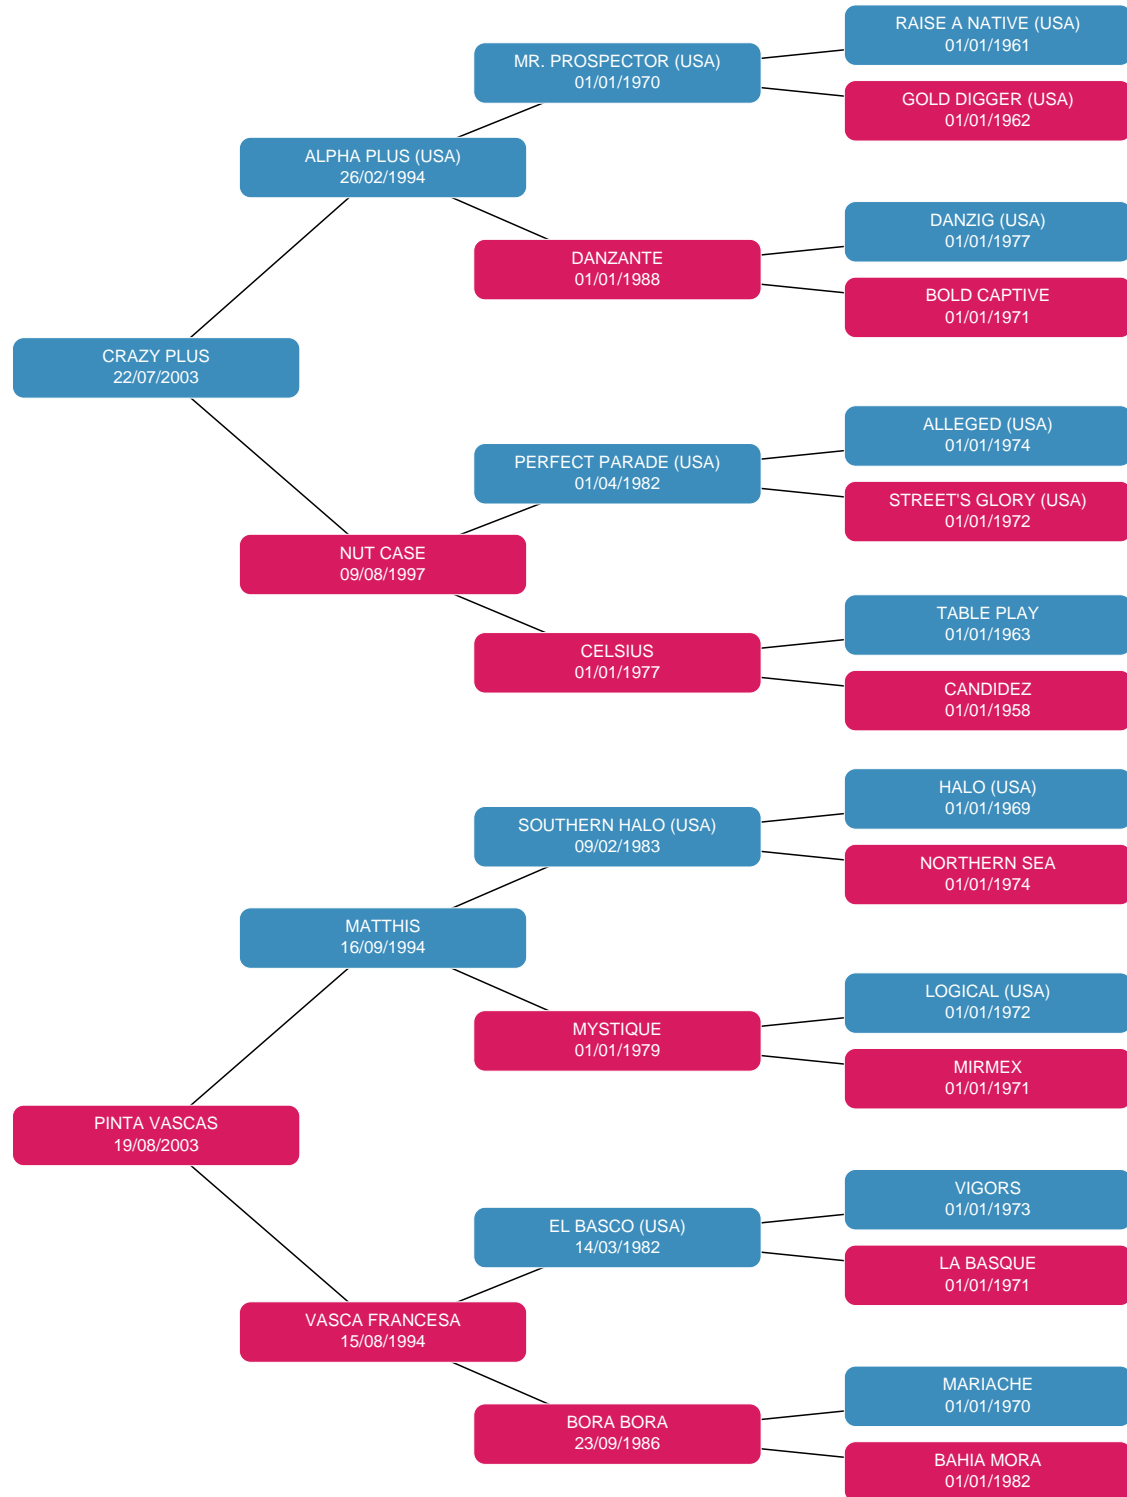 RAISE A NATIVE (USA)
01/01/1961
MR. PROSPECTOR (USA)
01/01/1970
GOLD DIGGER (USA)
01/01/1962
ALPHA PLUS (USA)
26/02/1994
DANZIG (USA)
01/01/1977
DANZANTE
01/01/1988
BOLD CAPTIVE
01/01/1971
CRAZY PLUS
22/07/2003
ALLEGED (USA)
01/01/1974
PERFECT PARADE (USA)
01/04/1982
STREET'S GLORY (USA)
01/01/1972
NUT CASE
09/08/1997
TABLE PLAY
01/01/1963
CELSIUS
01/01/1977
CANDIDEZ
01/01/1958
HALO (USA)
01/01/1969
SOUTHERN HALO (USA)
09/02/1983
NORTHERN SEA
01/01/1974
MATTHIS
16/09/1994
LOGICAL (USA)
01/01/1972
MYSTIQUE
01/01/1979
MIRMEX
01/01/1971
PINTA VASCAS
19/08/2003
VIGORS
01/01/1973
EL BASCO (USA)
14/03/1982
LA BASQUE
01/01/1971
VASCA FRANCESA
15/08/1994
MARIACHE
01/01/1970
BORA BORA
23/09/1986
BAHIA MORA
01/01/1982